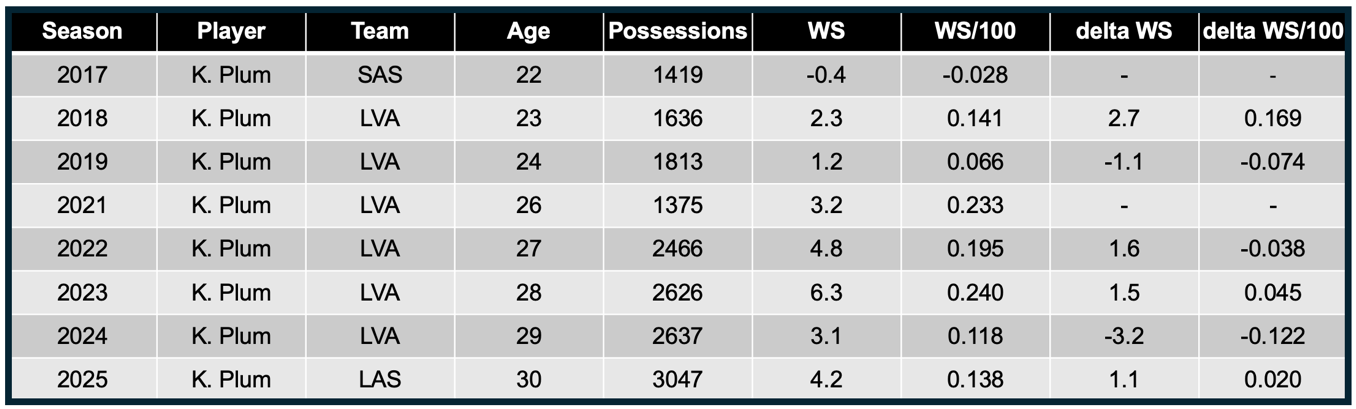 Season Player Team Age Possessions WS WS/100 delta WS delta WS/100
2017 K. Plum SAS 22 1419 -0.4 -0.028 - -
2018 K. Plum LVA 23 1636 2.3 0.141 2.7 0.169
2019 K. Plum LVA 24 1813 1.2 0.066 -1.1 -0.074
2021 K. Plum LVA 26 1375 3.2 0.233 - -
2022 K. Plum LVA 27 2466 4.8 0.195 1.6 -0.038
2023 K. Plum LVA 28 2626 6.3 0.240 1.5 0.045
2024 K. Plum LVA 29 2637 3.1 0.118 -3.2 -0.122
2025 K. Plum LAS 30 3047 4.2 0.138 1.1 0.020